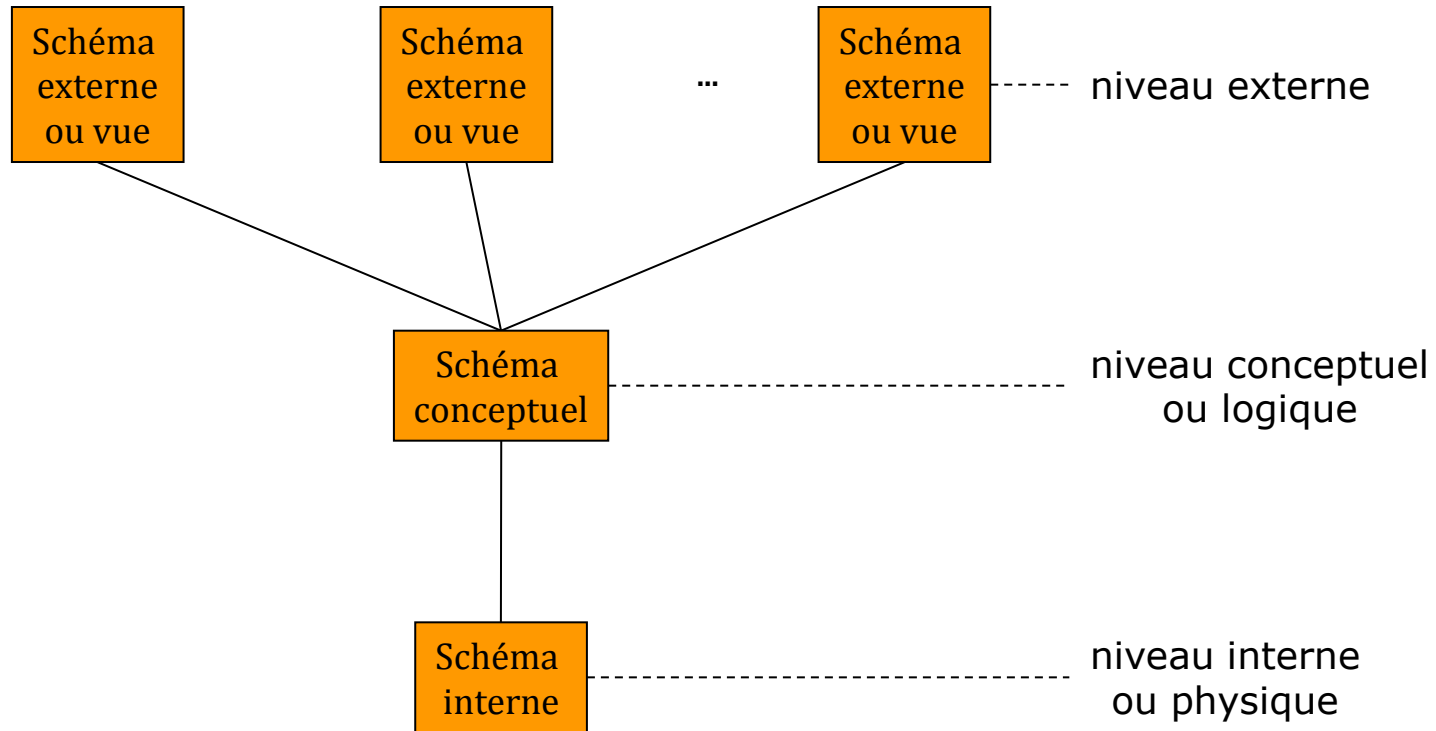 Schéma
externe
ou vue
Schéma
externe
ou vue
...
Schéma
externe
ou vue
niveau externe
Schéma
conceptuel
niveau conceptuel
ou logique
Schéma
interne
niveau interne
ou physique